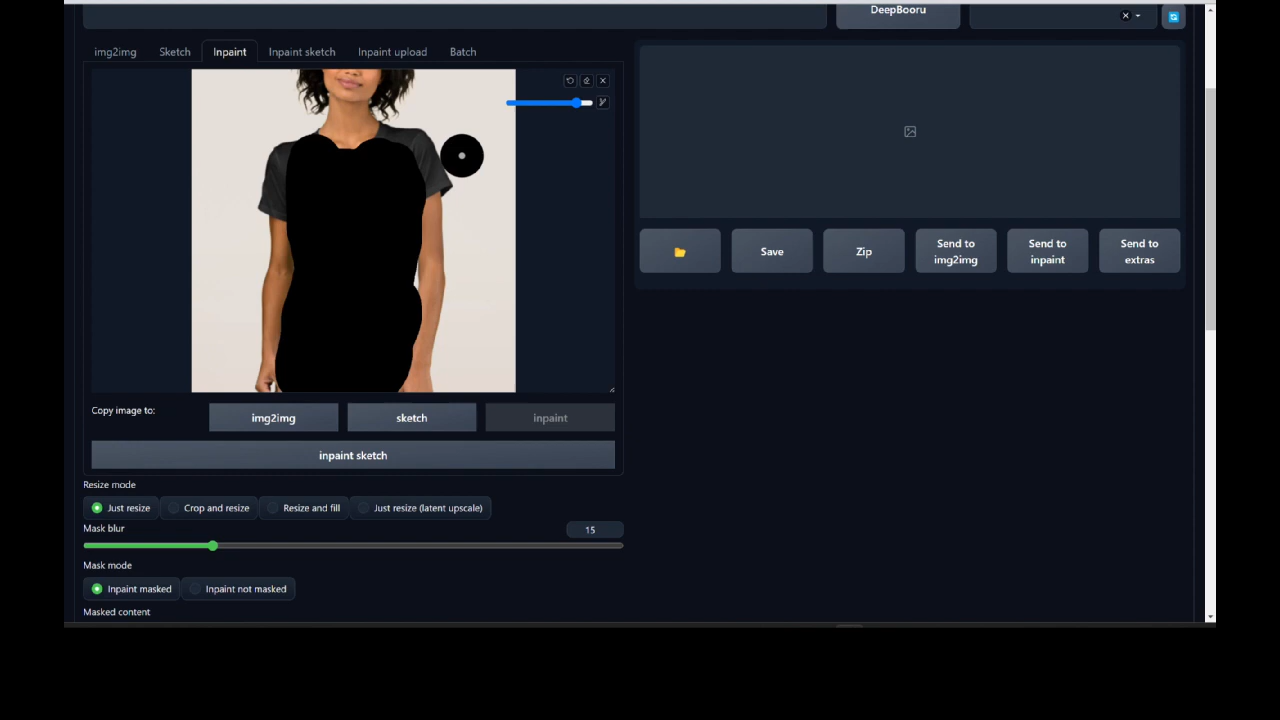 DeepBooru
img2img Sketch Inpaint Inpaint sketch Inpaint upload Batch
Save Zip Send to img2img Send to inpaint Send to extras
Copy image to: img2img sketch inpaint
inpaint sketch
Resize mode
Just resize Crop and resize Resize and fill Just resize (latent upscale)
Mask blur 15
Mask mode
Inpaint masked Inpaint not masked
Masked content